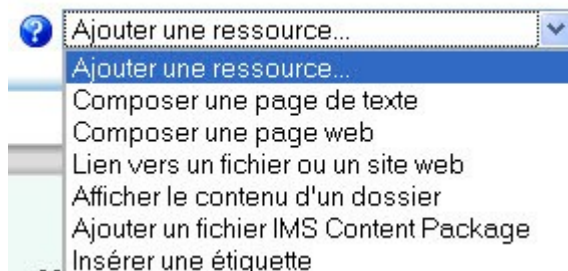 Ajouter une ressource...
Ajouter une ressource...
Composer une page de texte
Composer une page web
Lien vers un fichier ou un site web
Afficher le contenu d'un dossier
Ajouter un fichier IMS Content Package
Insérer une étiquette